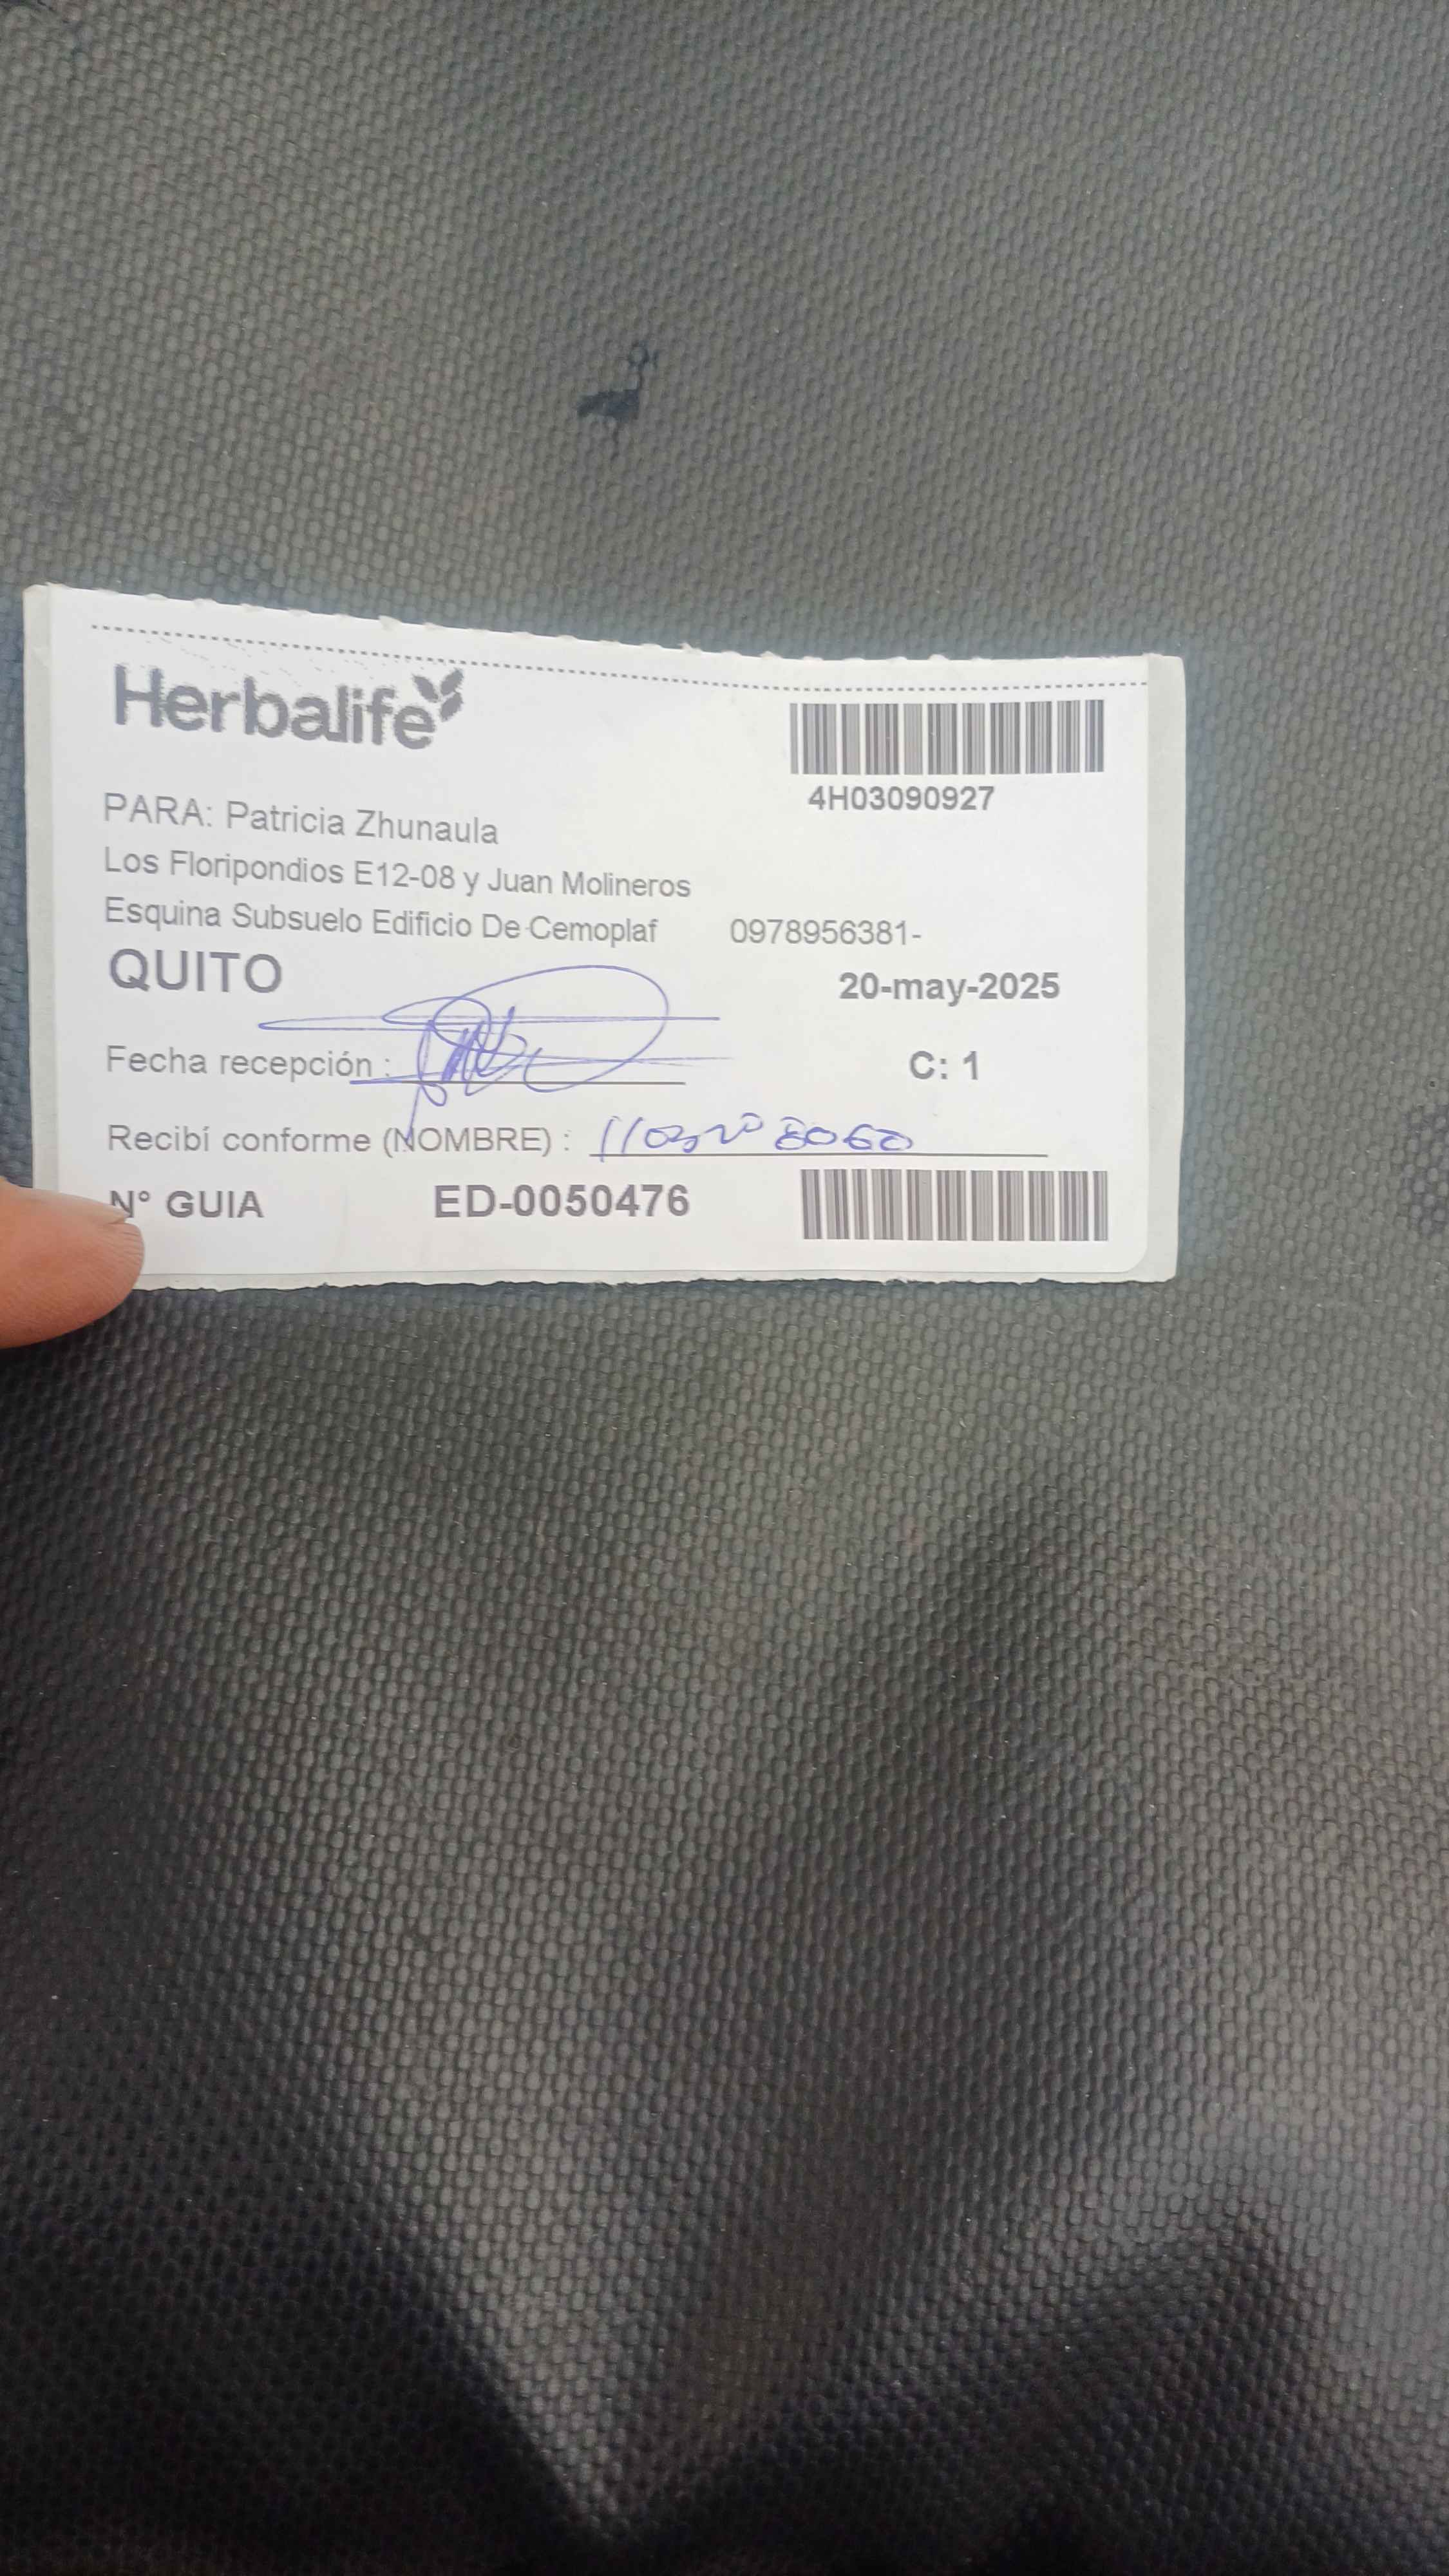 Herbalife
4H03090927
PARA: Patricia Zhunaula
Los Floripondios E12-08 y Juan Molineros
Esquina Subsuelo Edificio De Cemoplaf 0978956381-
QUITO
20-may-2025
Fecha recepción :
C: 1
Recibí conforme (NOMBRE) :
N° GUIA ED-0050476